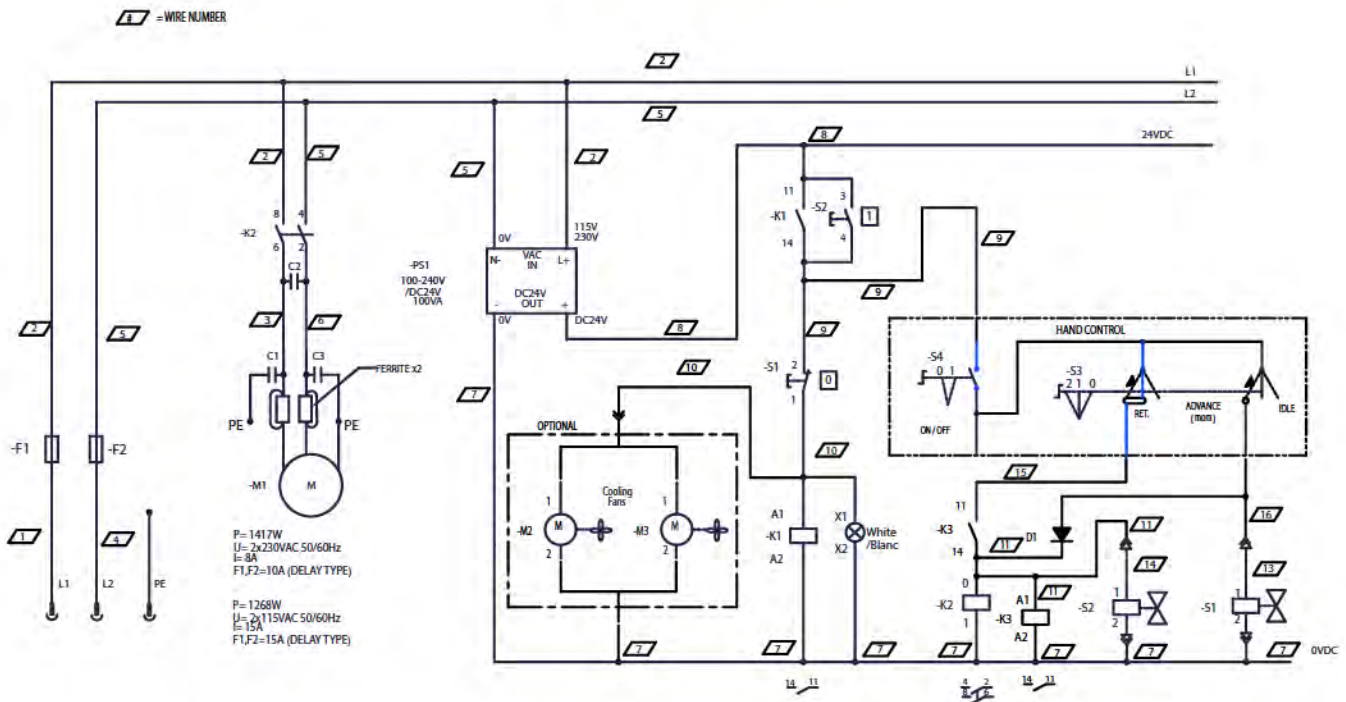 # = WIRE NUMBER
2
L1
L2
5
8
24VDC
2
5
5
2
11
3
-K1
-S2
1
14
4
8
4
-K2
6
2
C2
0V
115V
230V
N-
VAC
IN
L+
-PS1
100-240V
/DC24V
100VA
DC24V
OUT
-
+
0V
DC24V
9
9
8
9
2
5
3
6
C1
C3
FERRITE x2
PE
PE
-F1
-F2
-M1
M
7
10
-S1
2
0
1
HAND CONTROL
-S4
0 1
ON/OFF
-S3
2 1 0
RET.
ADVANCE
(mom)
IDLE
OPTIONAL
Cooling
Fans
1
-M2
M
2
1
-M3
M
2
10
A1
-K1
A2
X1
X2
White
/Blanc
15
11
-K3
14
11
D1
11
16
14
13
0
-K2
1
11
A1
-K3
A2
1
-S2
2
1
-S1
2
1
4
L1
L2
PE
P= 1417W
U= 2x230VAC 50/60Hz
I= 8A
F1,F2=10A (DELAY TYPE)
P= 1268W
U= 2x115VAC 50/60Hz
I= 15A
F1,F2=15A (DELAY TYPE)
7
7
7
7
7
7
7
0VDC
14 11
4 2
8 6
14 11